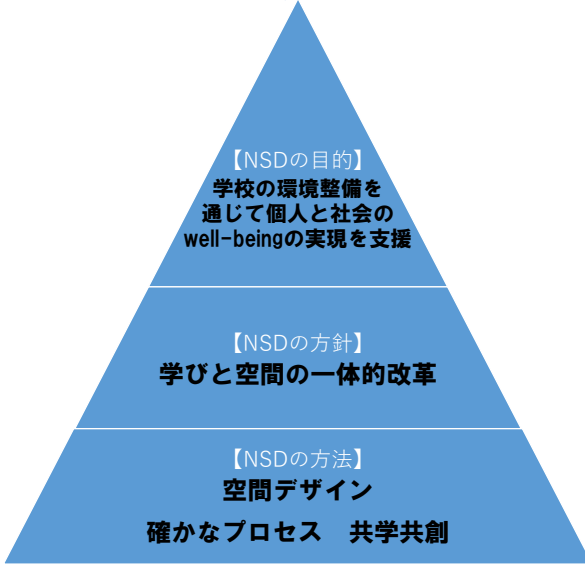 【NSDの目的】
学校の環境整備を
通じて個人と社会の
well-beingの実現を支援
【NSDの方針】
学びと空間の一体的改革
【NSDの方法】
空間デザイン
確かなプロセス　共学共創